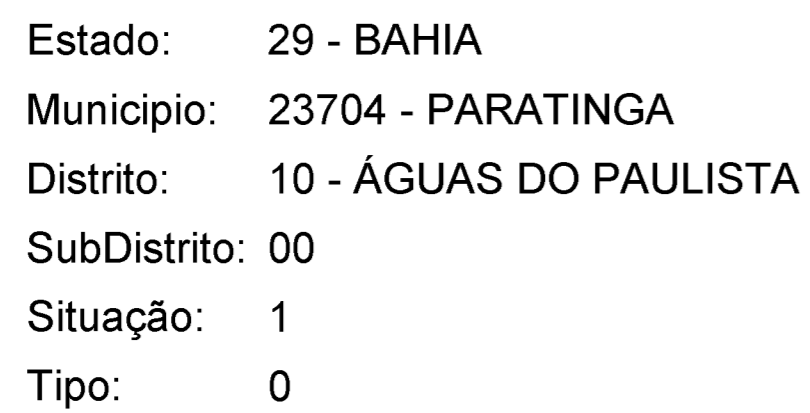 Estado: 29 - BAHIA
Municipio: 23704 - PARATINGA
Distrito: 10 - ÁGUAS DO PAULISTA
SubDistrito: 00
Situação: 1
Tipo: 0